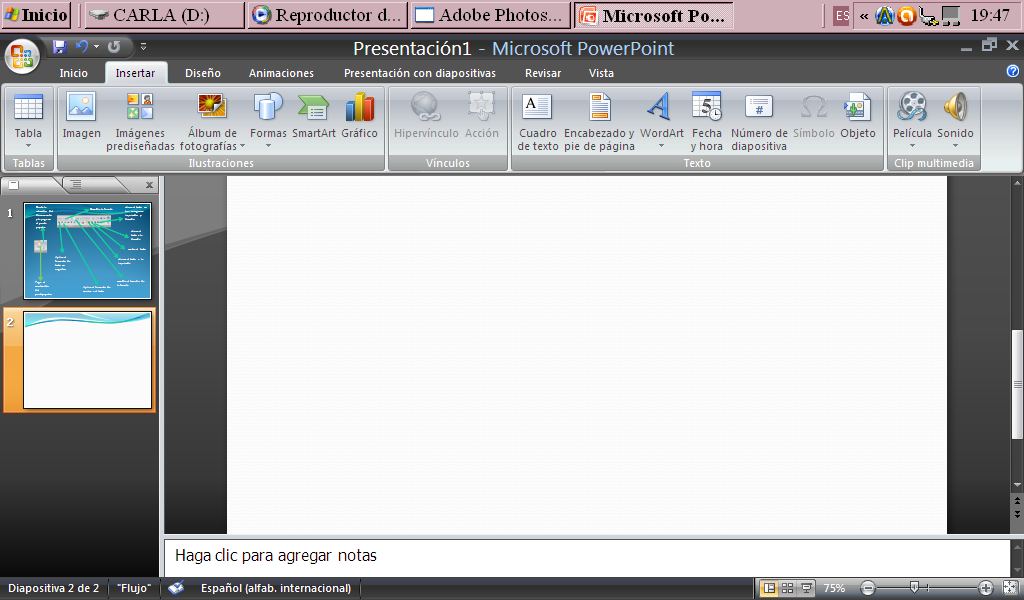 Inicio CARLA (D:) Reproductor d... Adobe Photos... Microsoft Po... ES « 19:47
Presentación1 - Microsoft PowerPoint
Inicio Insertar Diseño Animaciones Presentación con diapositivas Revisar Vista
Tabla Imagen Imágenes prediseñadas Álbum de fotografías Formas SmartArt Gráfico Hipervínculo Acción Cuadro de texto Encabezado y pie de página WordArt Fecha y hora Número de diapositiva Símbolo Objeto Película Sonido
Tablas Ilustraciones Vínculos Texto Clip multimedia
1
2
Haga clic para agregar notas
Diapositiva 2 de 2 "Flujo" Español (alfab. internacional) 75%